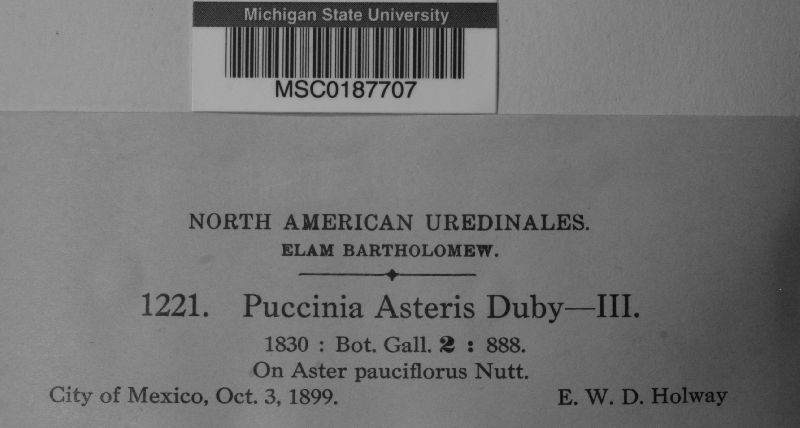 Michigan State University
MSC0187707
NORTH AMERICAN UREDINALES.
ELAM BARTHOLOMEW.
1221. Puccinia Asteris Duby—III.
1830 : Bot. Gall. 2 : 888.
On Aster pauciflorus Nutt.
City of Mexico, Oct. 3, 1899. E. W. D. Holway